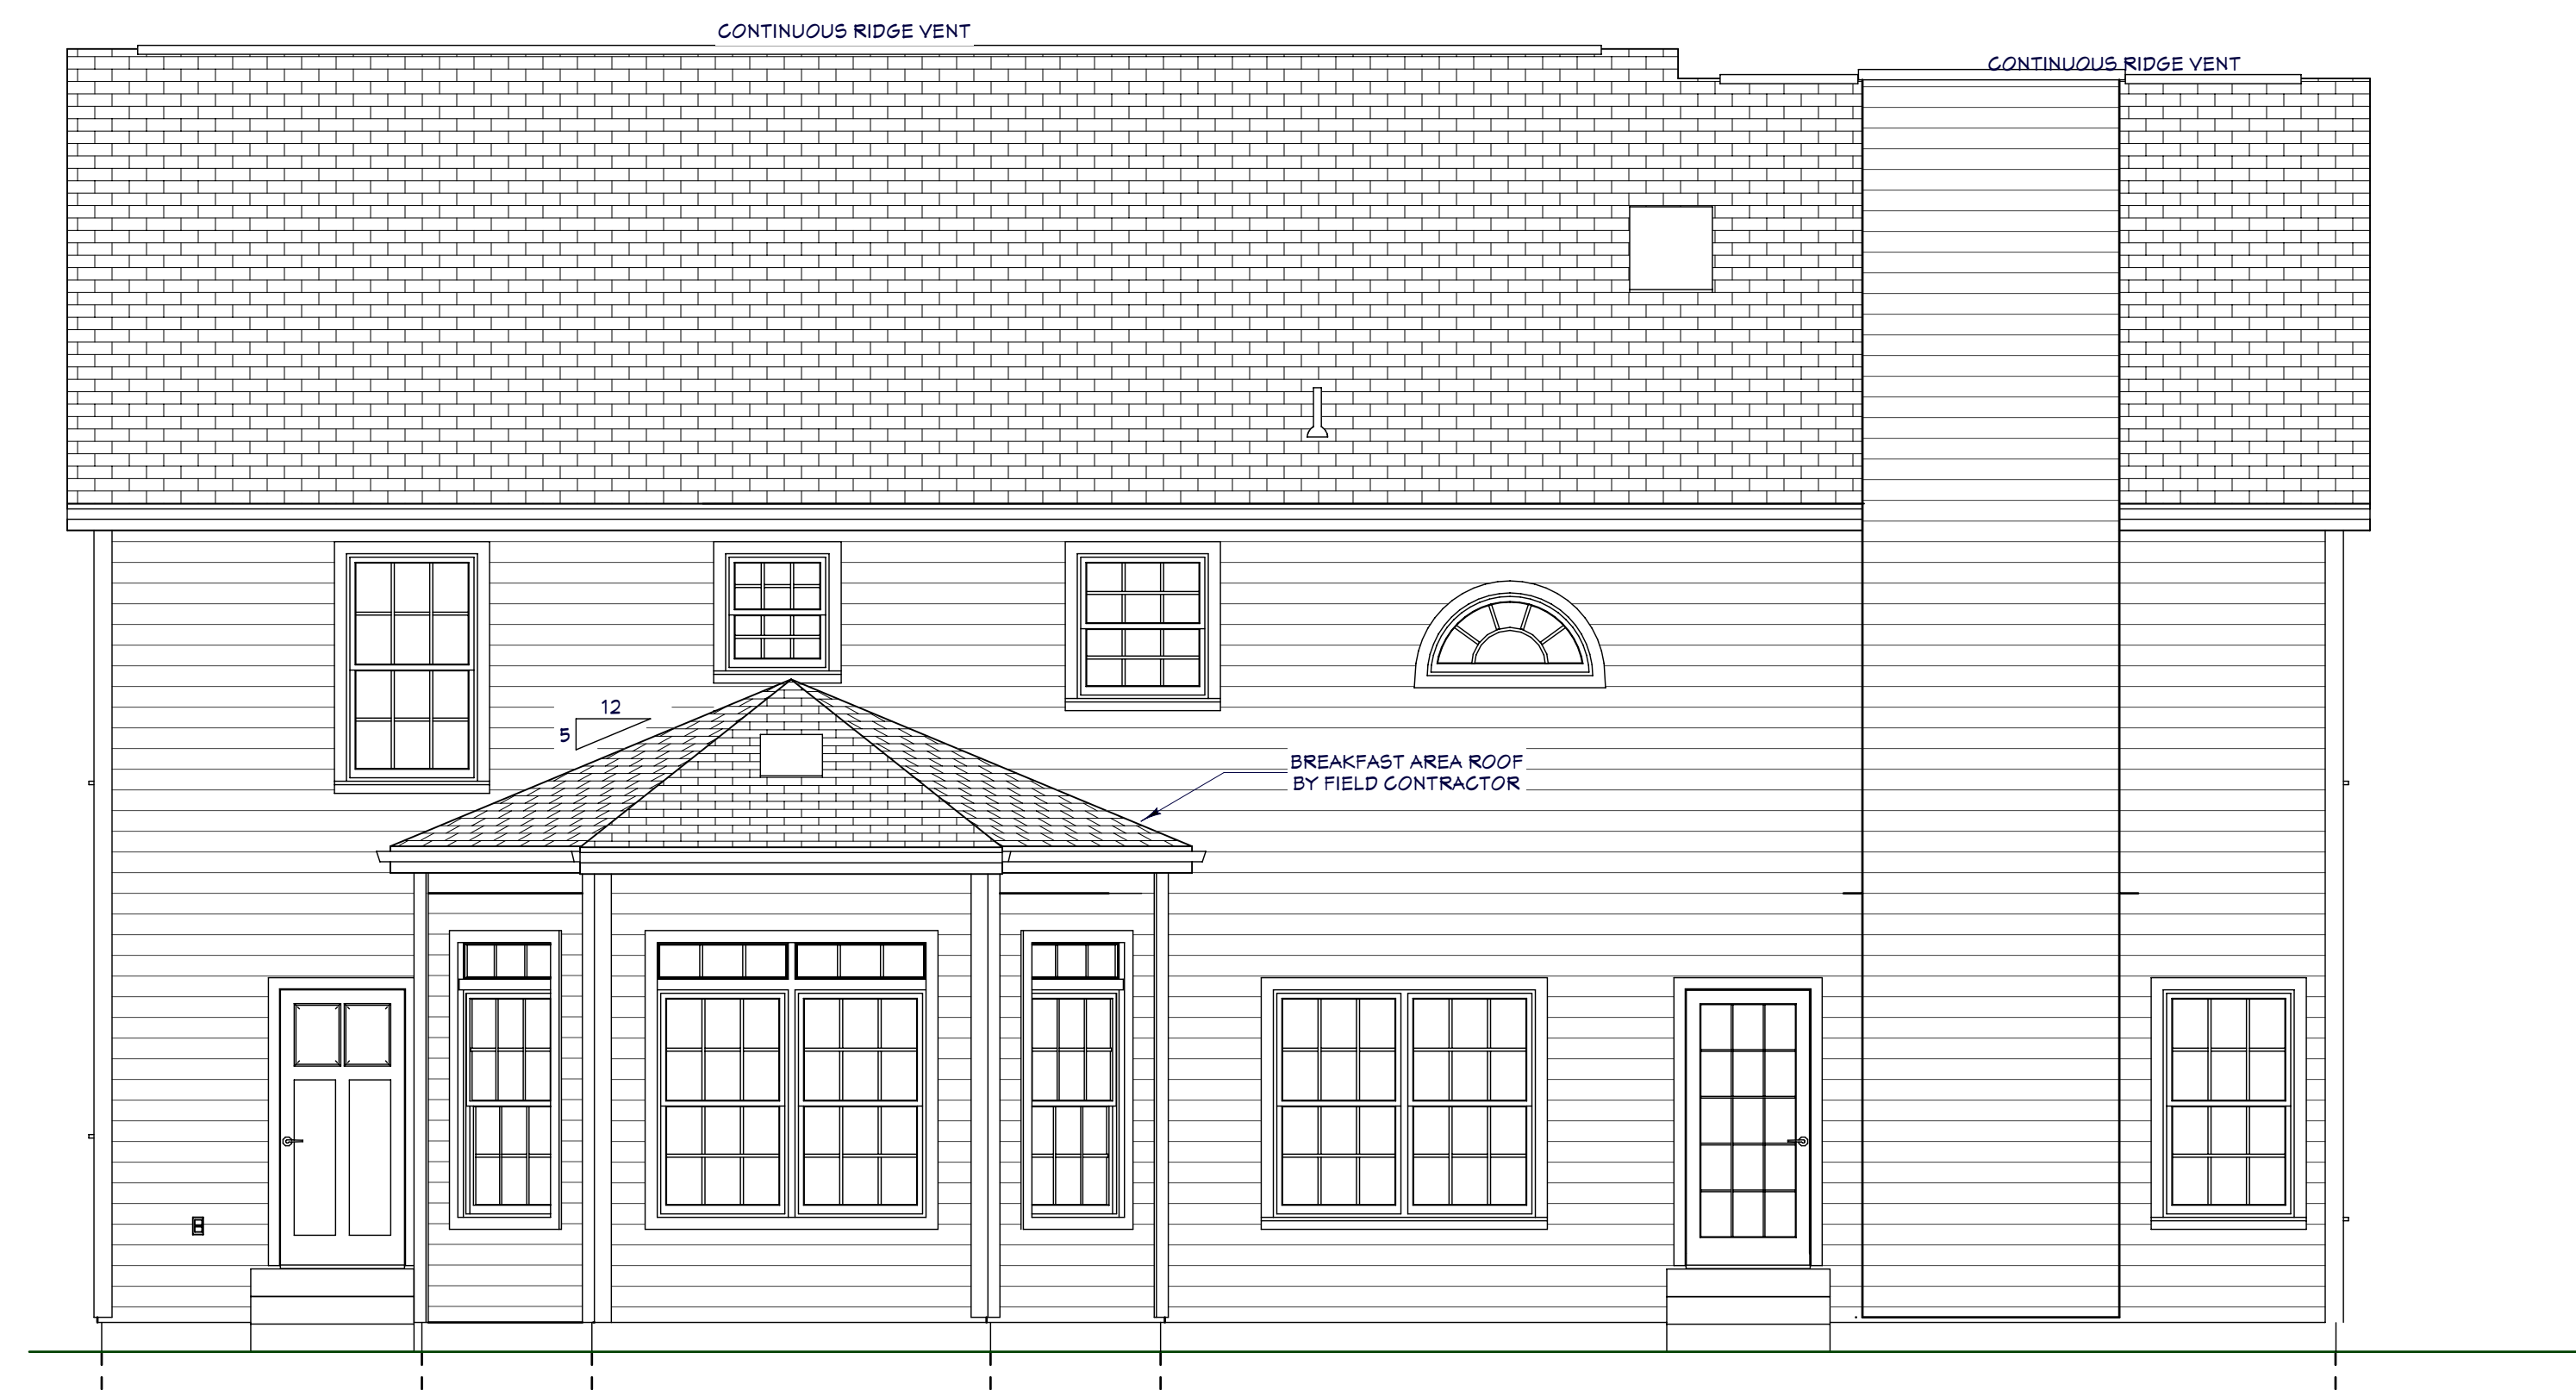 CONTINUOUS RIDGE VENT
CONTINUOUS RIDGE VENT
12
5
BREAKFAST AREA ROOF
BY FIELD CONTRACTOR